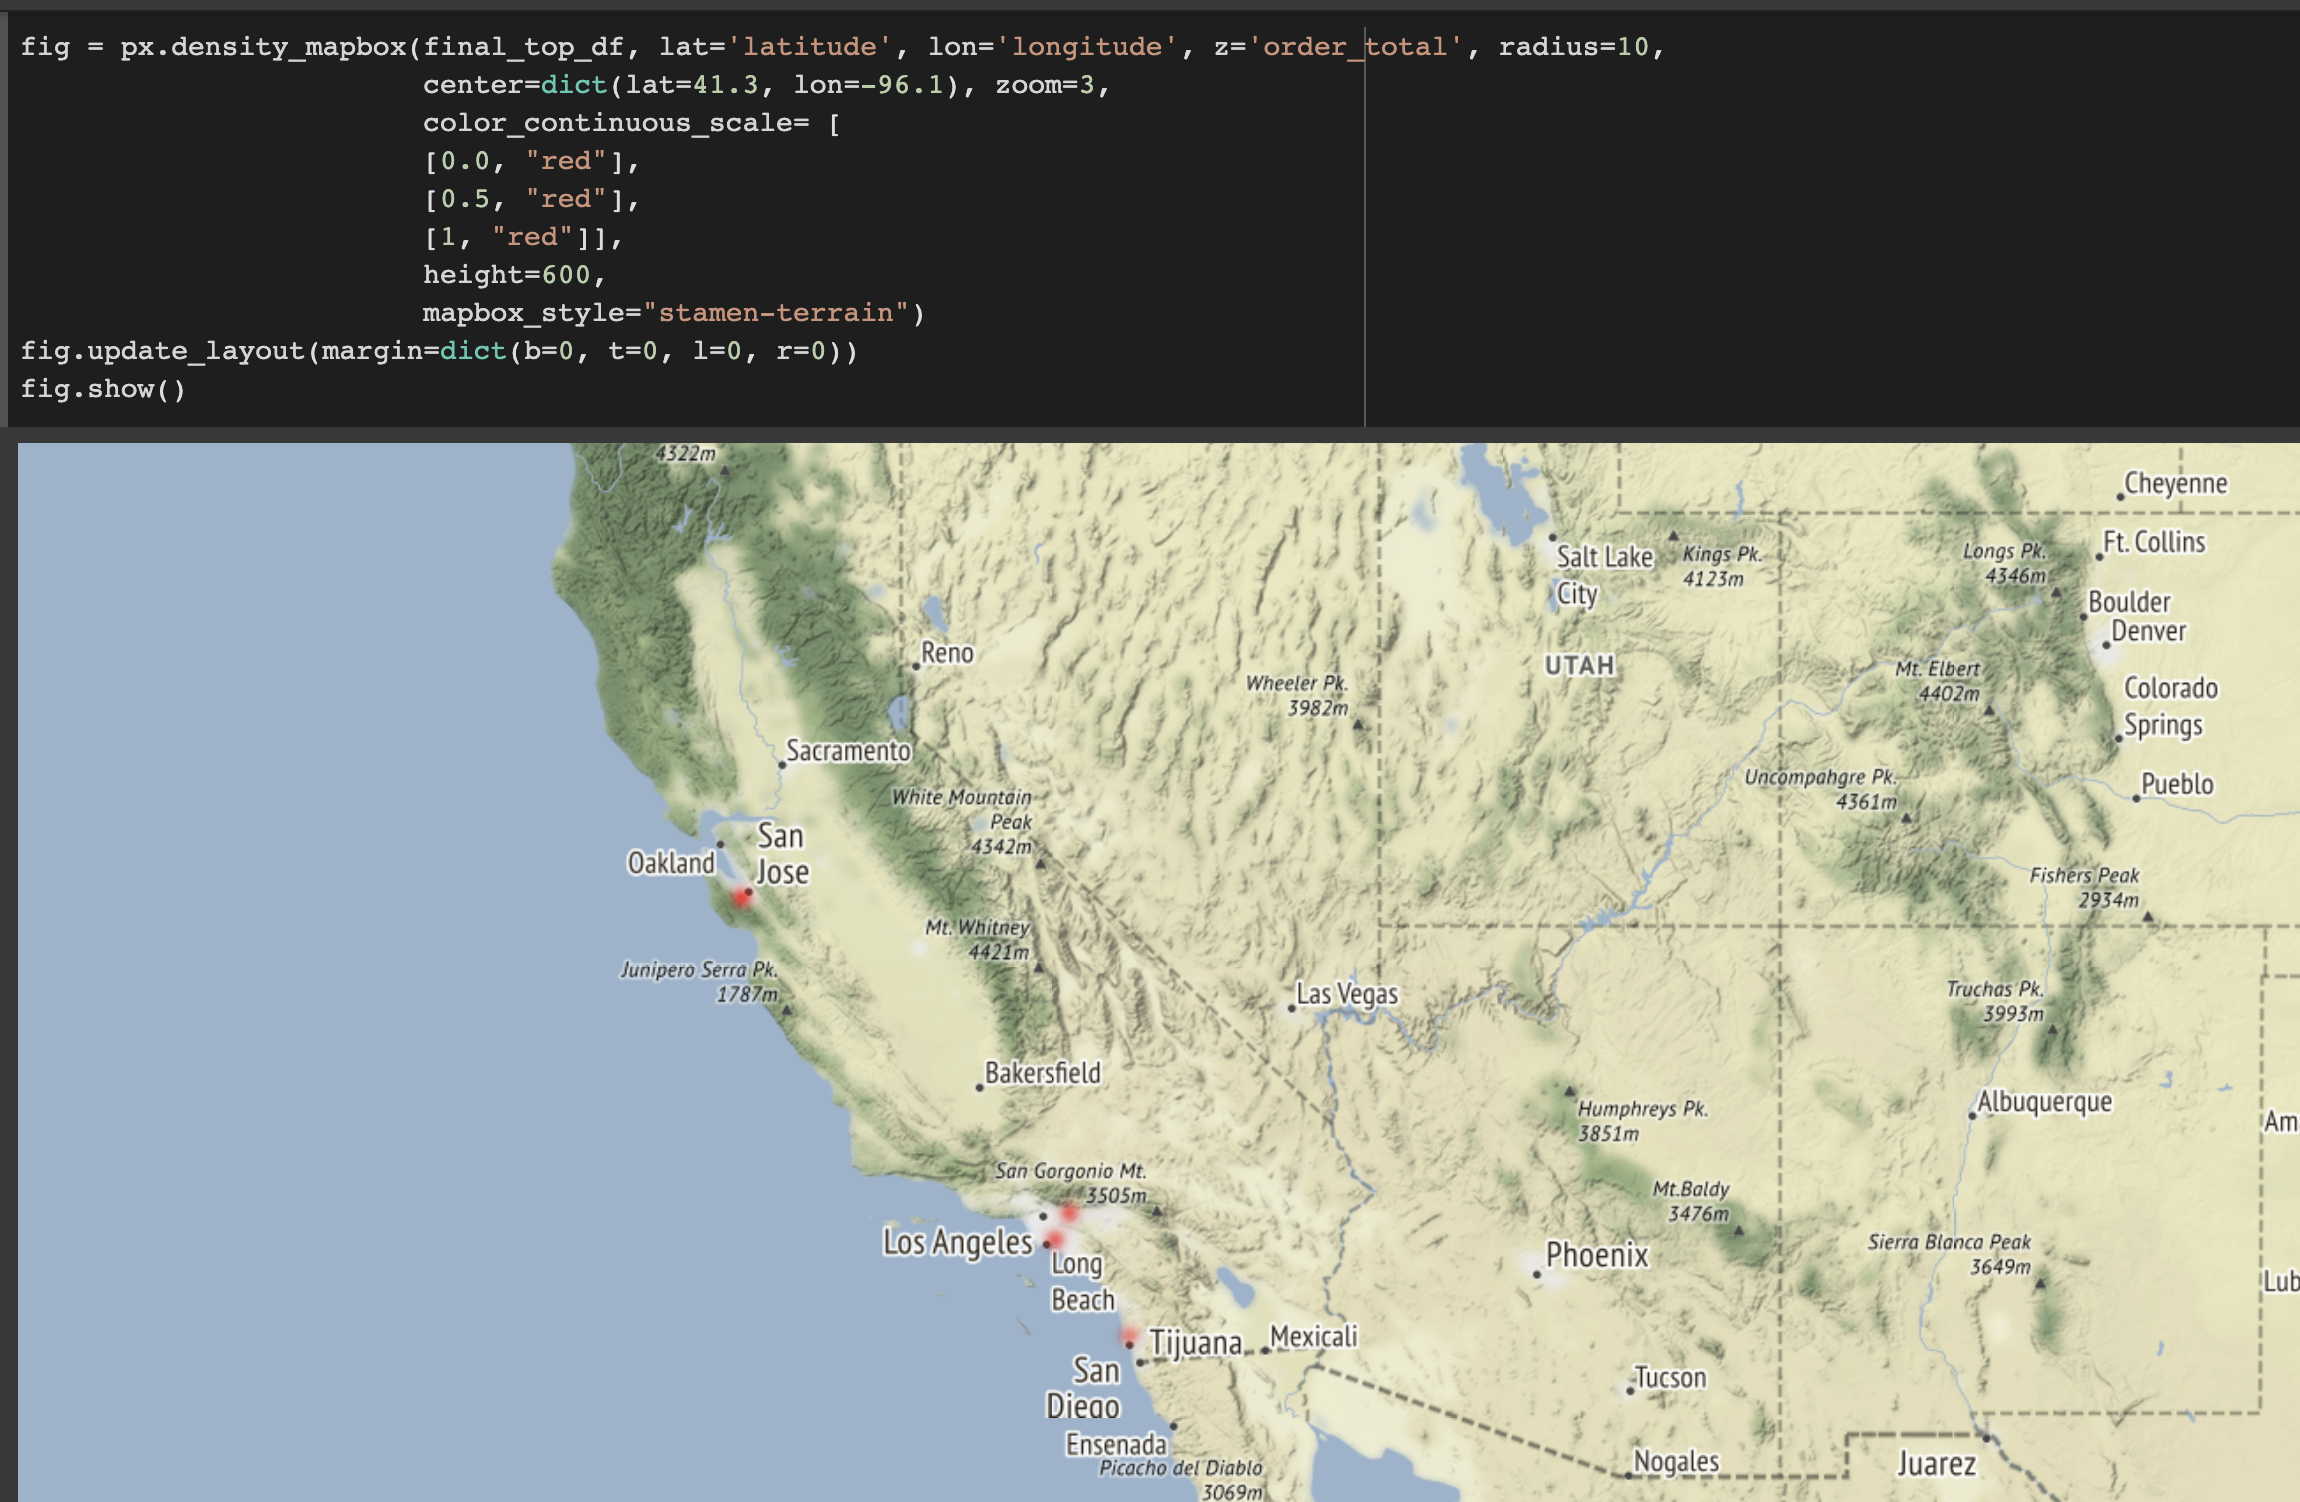 fig = px.density_mapbox(final_top_df, lat='latitude', lon='longitude', z='order_total', radius=10,
center=dict(lat=41.3, lon=-96.1), zoom=3,
color_continuous_scale= [
[0.0, "red"],
[0.5, "red"],
[1, "red"]],
height=600,
mapbox_style="stamen-terrain")
fig.update_layout(margin=dict(b=0, t=0, l=0, r=0))
fig.show()
4322m
Cheyenne
Ft. Collins
Longs Pk.
4346m
Kings Pk.
4123m
Salt Lake
City
Boulder
Denver
Reno
UTAH
Wheeler Pk.
3982m
Mt. Elbert
4402m
Colorado
Springs
Sacramento
Uncompahgre Pk.
4361m
Pueblo
White Mountain
Peak
4342m
San
Jose
Oakland
Fishers Peak
2934m
Mt. Whitney
4421m
Junipero Serra Pk.
1787m
Las Vegas
Truchas Pk.
3993m
Bakersfield
Humphreys Pk.
3851m
Albuquerque
Am
San Gorgonio Mt.
3505m
Mt.Baldy
3476m
Los Angeles
Long
Beach
Phoenix
Sierra Blanca Peak
3649m
Lub
Tijuana
Mexicali
San
Diego
Tucson
Ensenada
Picacho del Diablo
3069m
Nogales
Juarez